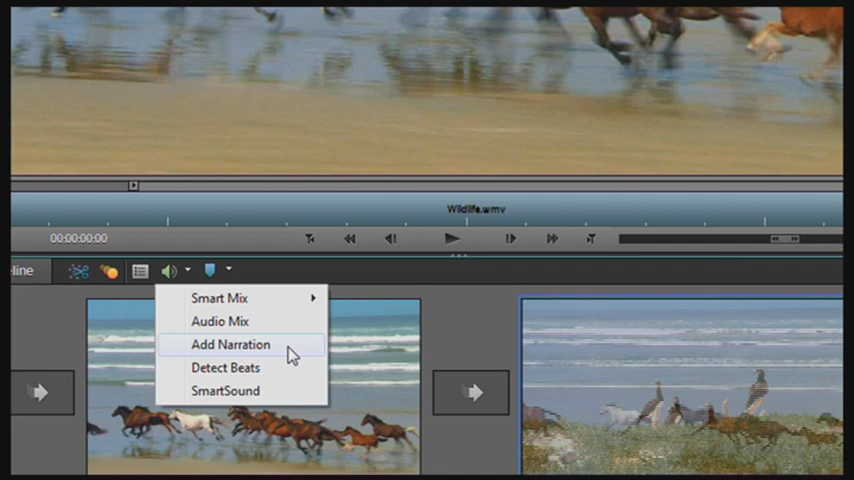 Wildlife.wmv
00:00:00:00
line
Smart Mix
Audio Mix
Add Narration
Detect Beats
SmartSound